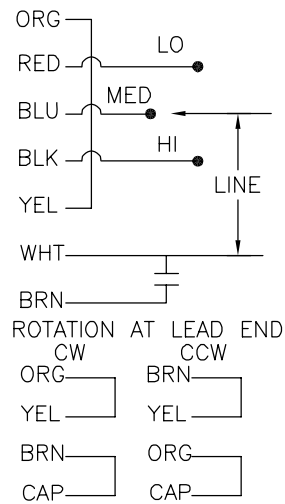 ORG
LO
RED
MED
BLU
HI
BLK
LINE
YEL
WHT
BRN
ROTATION AT LEAD END
CW CCW
ORG BRN
YEL YEL
BRN ORG
CAP CAP